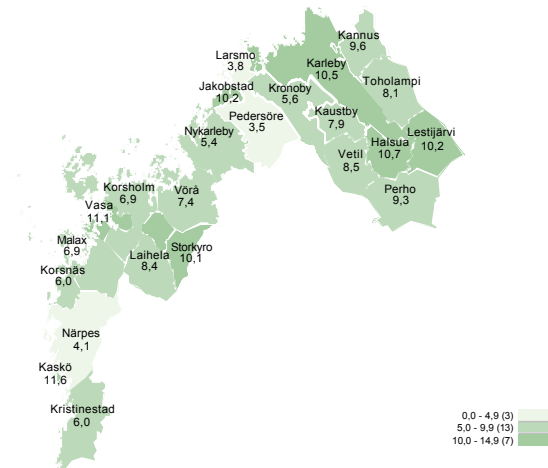 Kannus
9,6
Larsmo
3,8
Karleby
10,5
Toholampi
8,1
Jakobstad
10,2
Kronoby
5,6
Pedersöre
3,5
Kaustby
7,9
Nykarleby
5,4
Lestijärvi
10,2
Halsua
10,7
Vetil
8,5
Perho
9,3
Korsholm
6,9
Vörå
7,4
Vasa
11,1
Malax
6,9
Storkyro
10,1
Laihela
8,4
Korsnäs
6,0
Närpes
4,1
Kaskö
11,6
Kristinestad
6,0
0,0 - 4,9 (3)
5,0 - 9,9 (13)
10,0 - 14,9 (7)